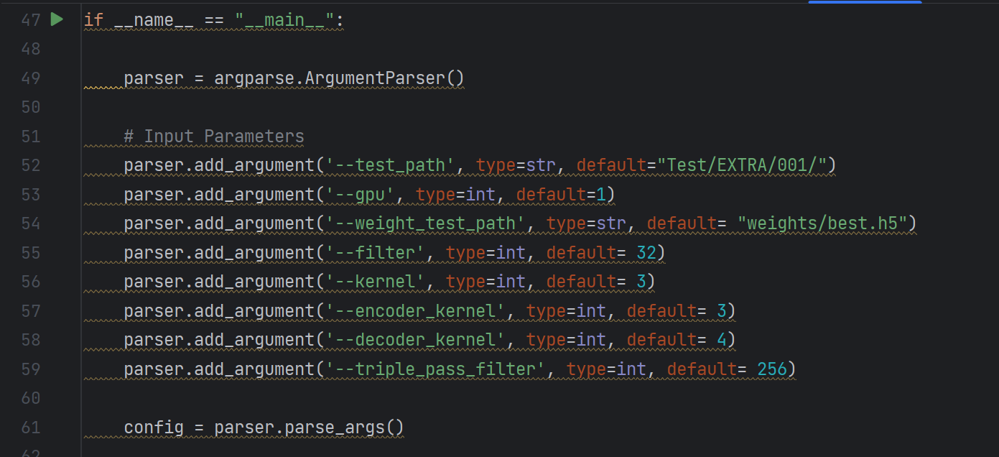 47 if __name__ == "__main__":
48
49     parser = argparse.ArgumentParser()
50
51     # Input Parameters
52     parser.add_argument('--test_path', type=str, default="Test/EXTRA/001/")
53     parser.add_argument('--gpu', type=int, default=1)
54     parser.add_argument('--weight_test_path', type=str, default= "weights/best.h5")
55     parser.add_argument('--filter', type=int, default= 32)
56     parser.add_argument('--kernel', type=int, default= 3)
57     parser.add_argument('--encoder_kernel', type=int, default= 3)
58     parser.add_argument('--decoder_kernel', type=int, default= 4)
59     parser.add_argument('--triple_pass_filter', type=int, default= 256)
60
61     config = parser.parse_args()
62